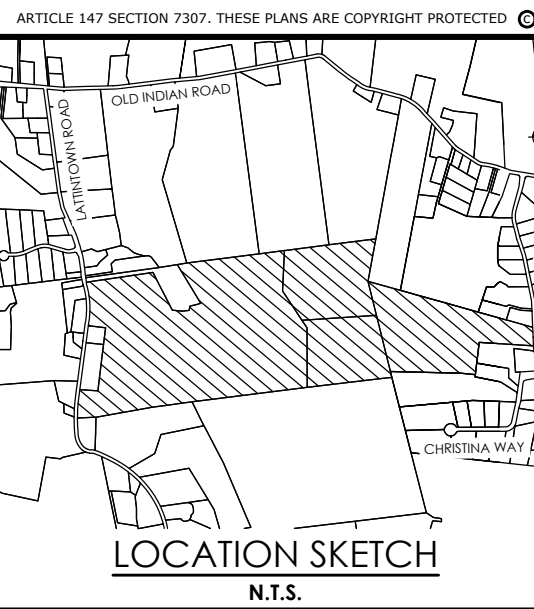 ARTICLE 147 SECTION 7307. THESE PLANS ARE COPYRIGHT PROTECTED ©
OLD INDIAN ROAD
LATTINTOWN ROAD
CHRISTINA WAY
LOCATION SKETCH
N.T.S.